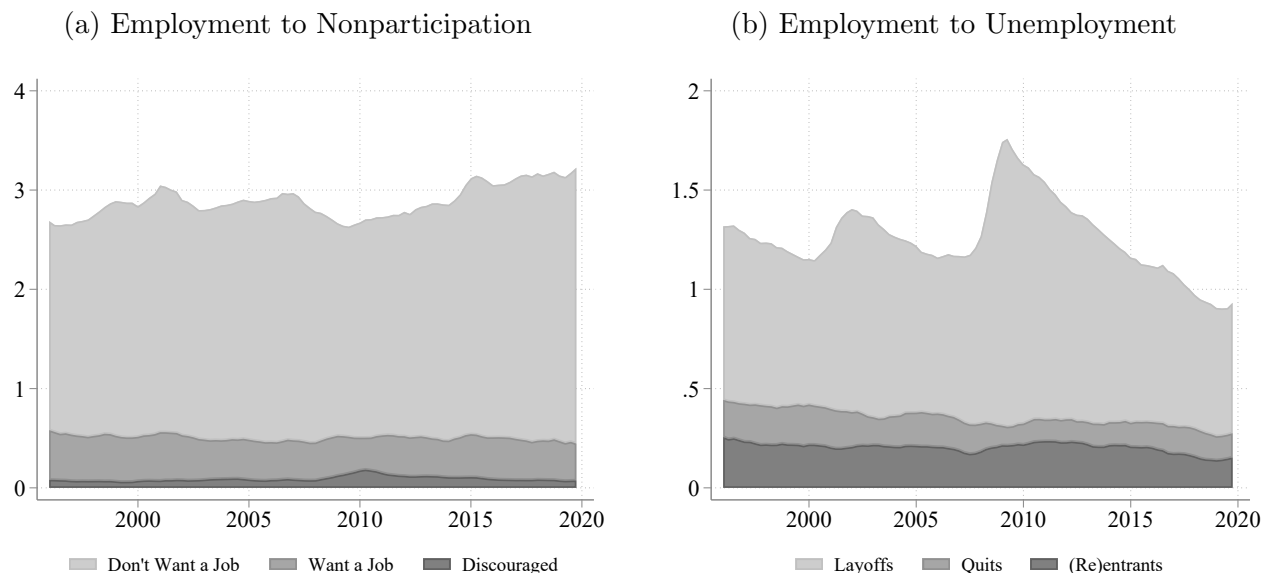 (a) Employment to Nonparticipation
4
3
2
1
0
2000 2005 2010 2015 2020
Don't Want a Job Want a Job Discouraged
(b) Employment to Unemployment
2
1.5
1
.5
0
2000 2005 2010 2015 2020
Layoffs Quits (Re)entrants